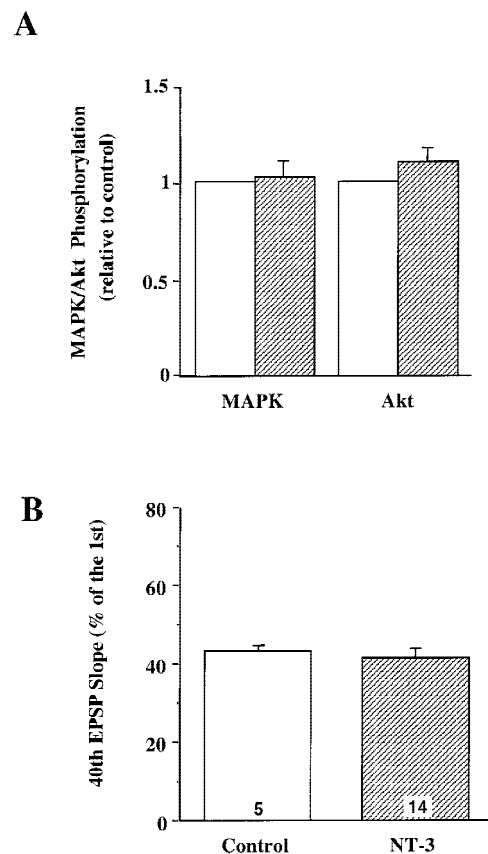 A
MAPK/Akt Phosphorylation
(relative to control)
1.5
1
0.5
0
MAPK Akt
B
40th EPSP Slope (% of the 1st)
80
60
40
20
0
5 14
Control NT-3